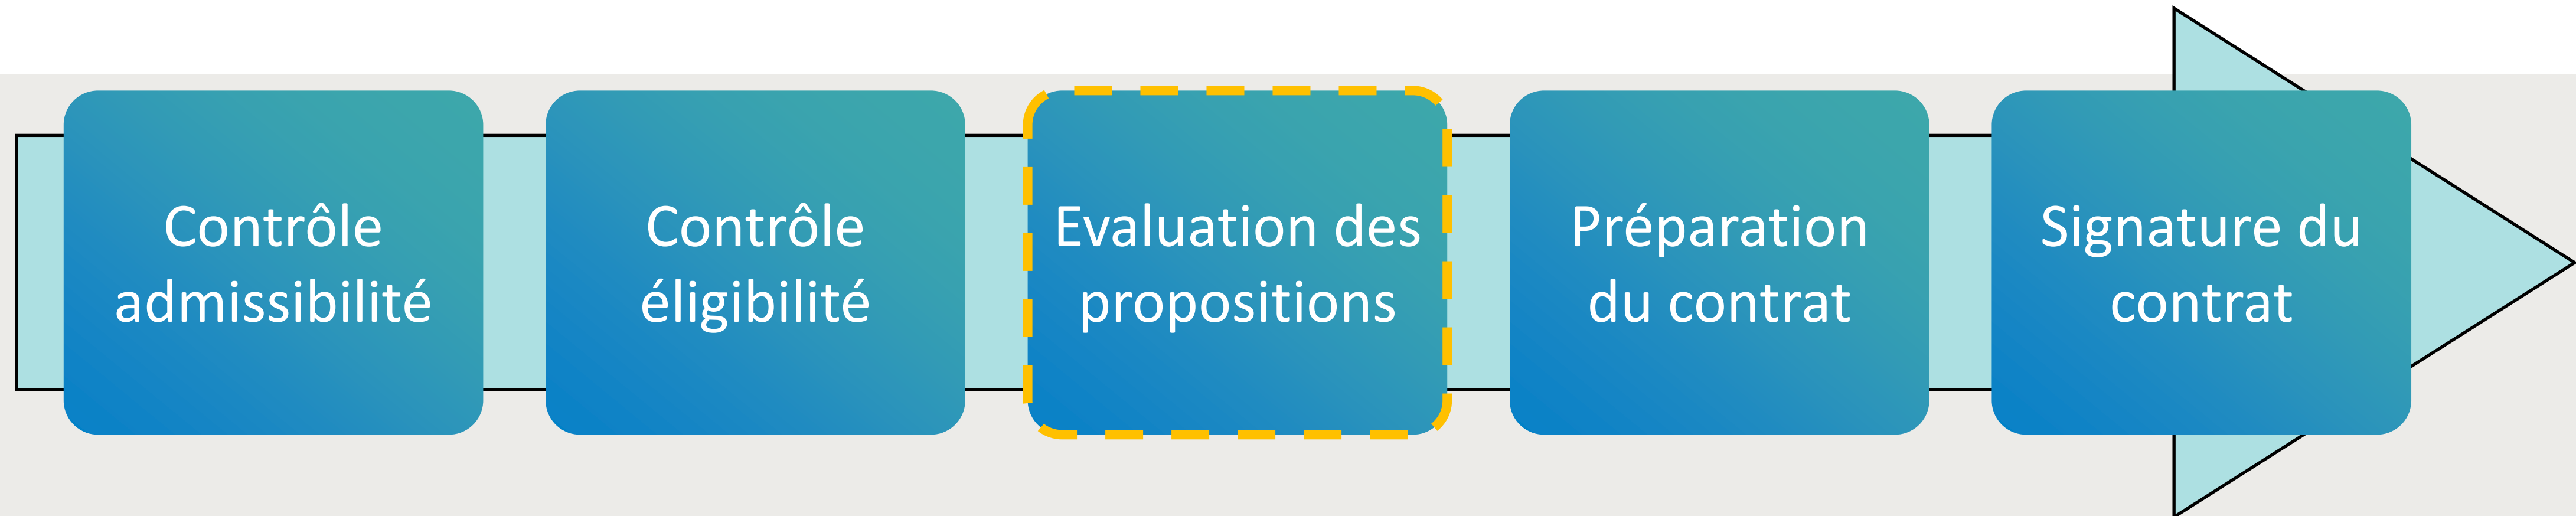 Contrôle
admissibilité
Contrôle
éligibilité
Evaluation des
propositions
Préparation
du contrat
Signature du
contrat